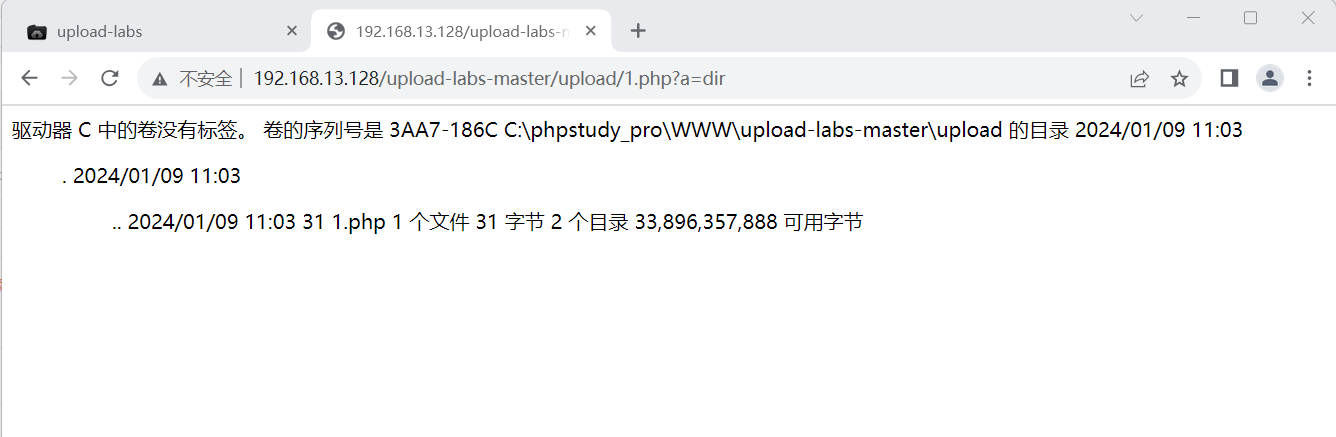 upload-labs
192.168.13.128/upload-labs-n
不安全 192.168.13.128/upload-labs-master/upload/1.php?a=dir
驱动器 C 中的卷没有标签。 卷的序列号是 3AA7-186C C:\phpstudy_pro\WWW\upload-labs-master\upload 的目录 2024/01/09 11:03
. 2024/01/09 11:03
.. 2024/01/09 11:03 31 1.php 1 个文件 31 字节 2 个目录 33,896,357,888 可用字节